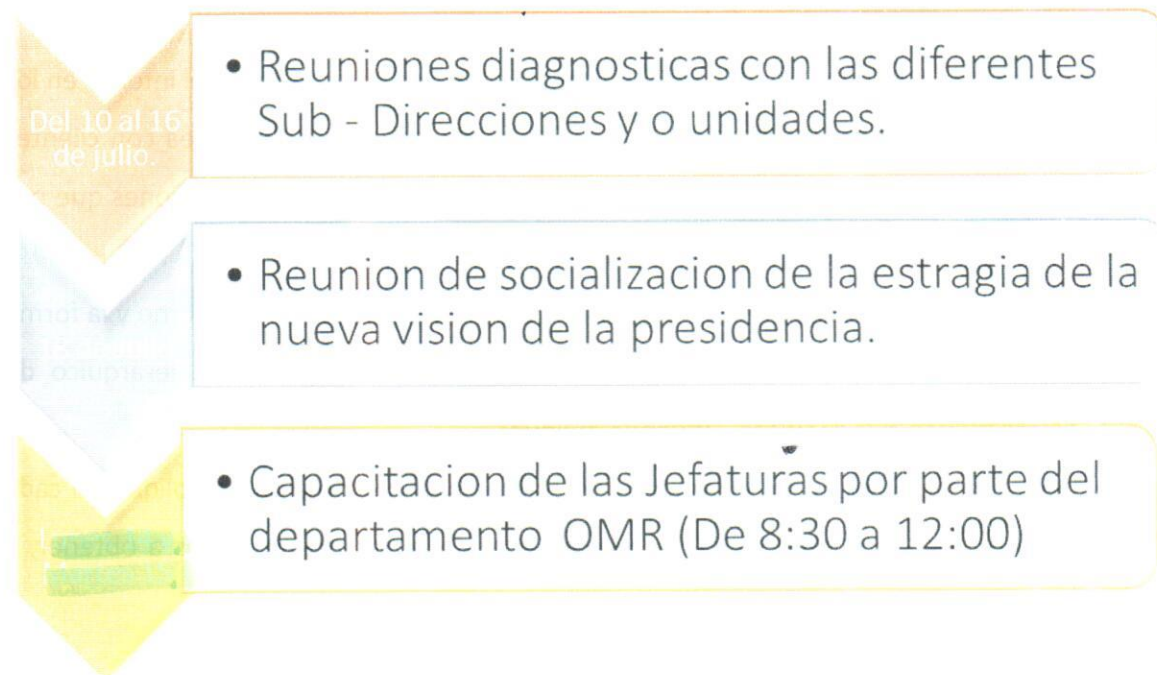 Del 10 al 16
de julio.
• Reuniones diagnosticas con las diferentes
Sub - Direcciones y o unidades.
• Reunion de socializacion de la estragia de la
nueva vision de la presidencia.
• Capacitacion de las Jefaturas por parte del
departamento OMR (De 8:30 a 12:00)